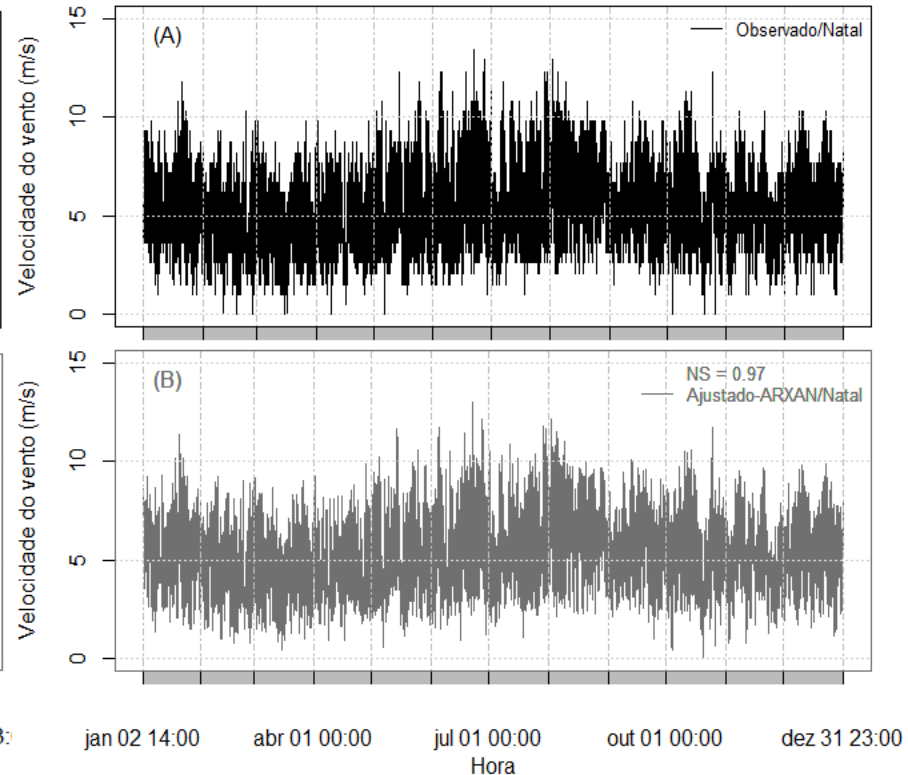 15
(A)
Observado/Natal
10
5
0
Velocidade do vento (m/s)
15
(B)
NS = 0.97
Ajustado-ARXAN/Natal
10
5
0
Velocidade do vento (m/s)
jan 02 14:00 abr 01 00:00 jul 01 00:00 out 01 00:00 dez 31 23:00
Hora